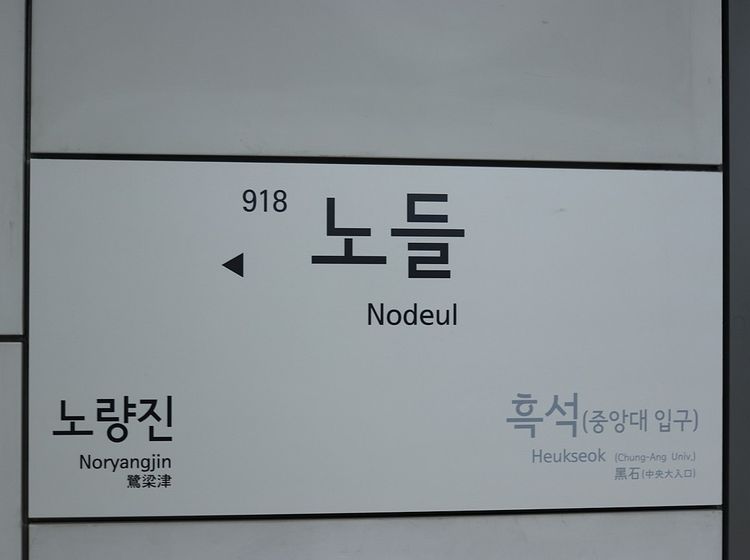 918
노들
◀
Nodeul
노량진
Noryangjin
鷺梁津
흑석(중앙대 입구)
Heukseok (Chung-Ang Univ.)
黑石(中央大入口)